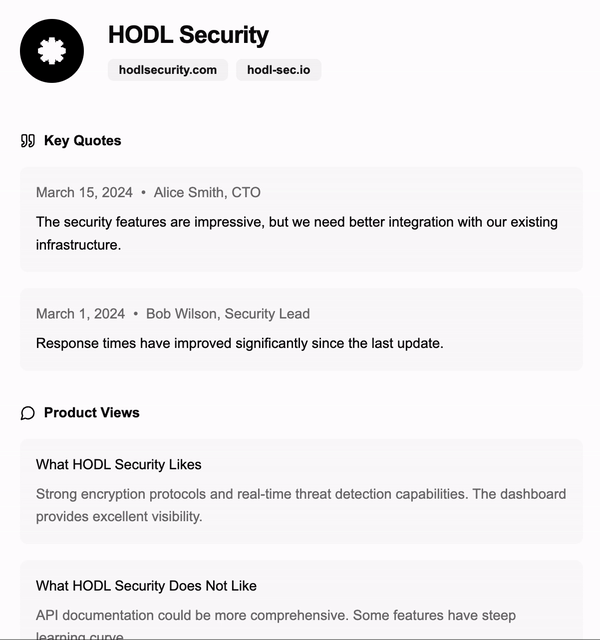 HODL Security
hodlsecurity.com
hodl-sec.io
Key Quotes
March 15, 2024 • Alice Smith, CTO
The security features are impressive, but we need better integration with our existing
infrastructure.
March 1, 2024 • Bob Wilson, Security Lead
Response times have improved significantly since the last update.
Product Views
What HODL Security Likes
Strong encryption protocols and real-time threat detection capabilities. The dashboard
provides excellent visibility.
What HODL Security Does Not Like
API documentation could be more comprehensive. Some features have steep
learning curve